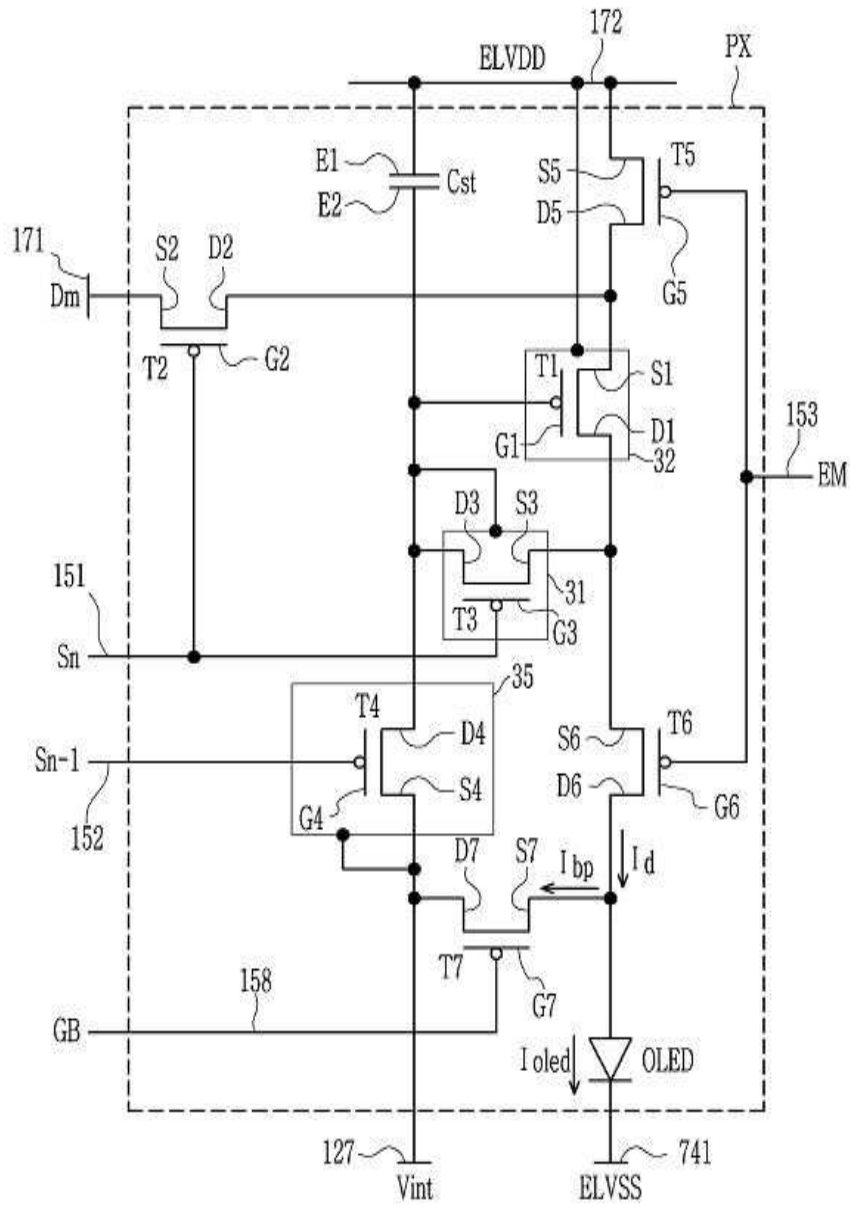 172
ELVDD
PX
E1
Cst
E2
S5
T5
D5
171
S2
D2
Dm
G5
T2
G2
T1
S1
G1
D1
32
153
EM
D3
S3
151
31
T3
G3
Sn
35
T4
T6
D4
S6
Sn-1
S4
D6
G4
G6
152
D7
S7
Ibp
Id
T7
158
G7
GB
Ioled
OLED
127
741
Vint
ELVSS